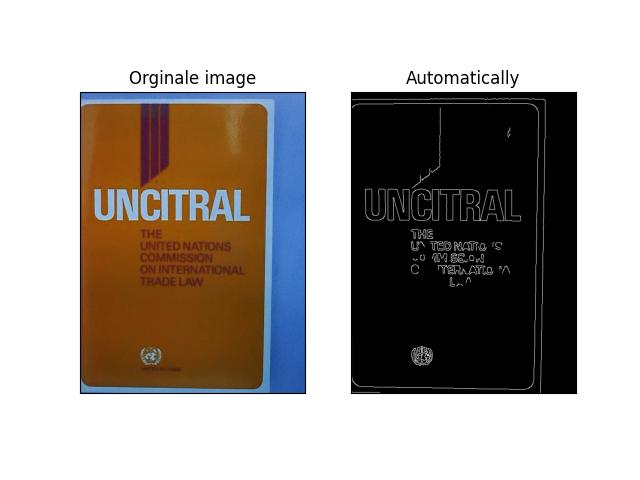 Orginale image
Automatically
UNCITRAL
THE
UNITED NATIONS
COMMISSION
ON INTERNATIONAL
TRADE LAW
UNCITRAL
THE